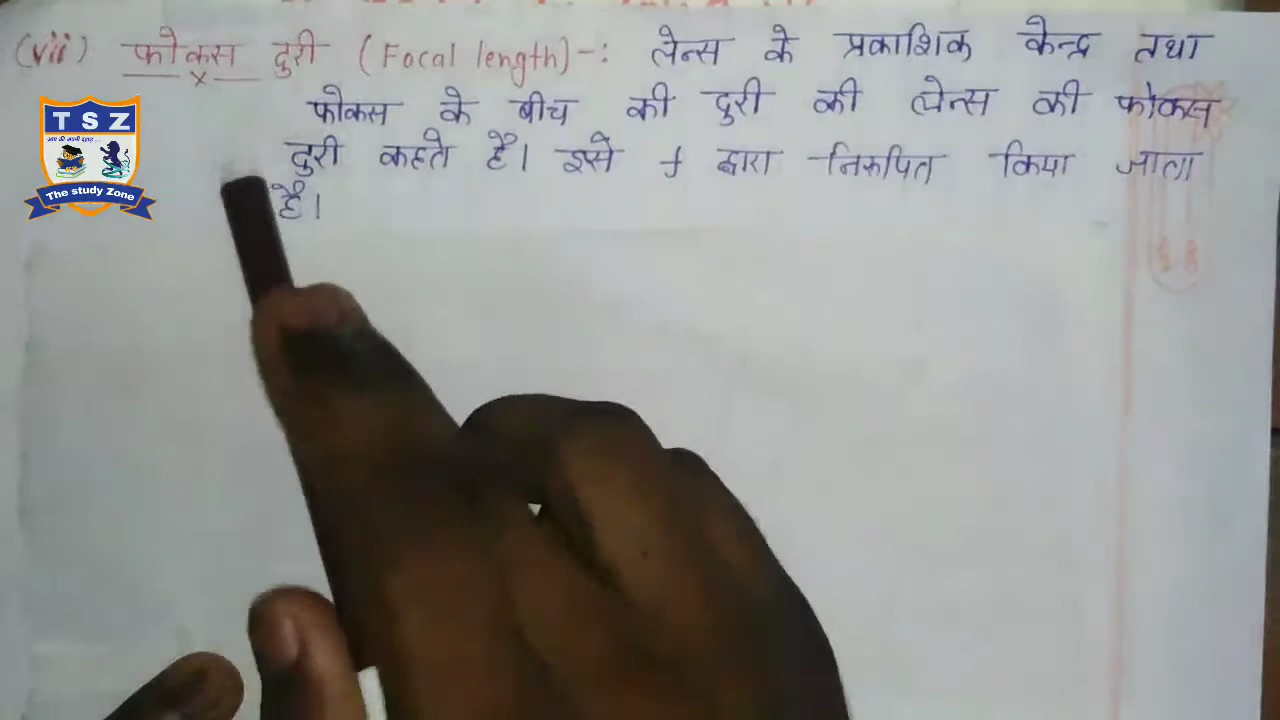 (vii) फोकस दुरी (Focal length)-: लेन्स के प्रकाशिक केन्द्र तथा
फोकस के बीच की दुरी की लेन्स की फोकस
दुरी कहते है। इसे f द्वारा निरुपित किया जाता
है।
TSZ
The study Zone